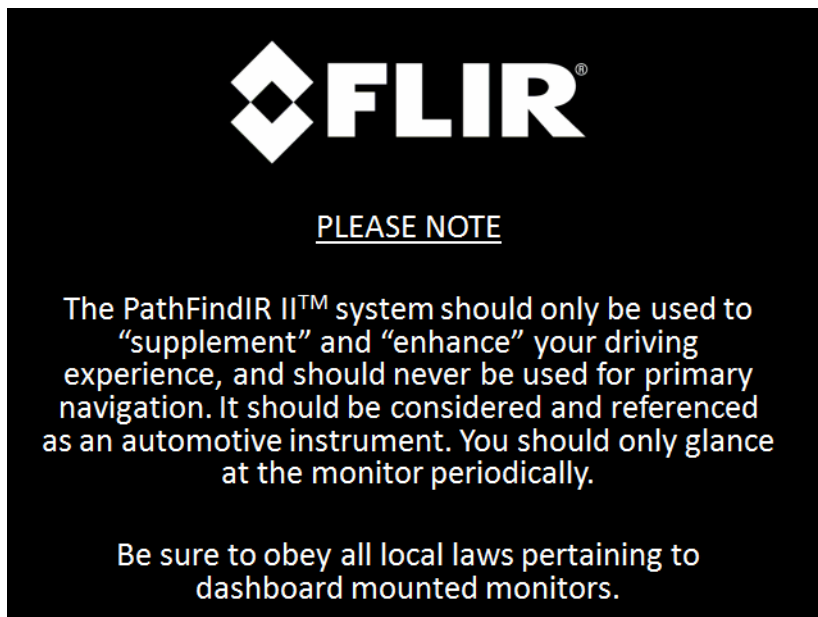 FLIR®
PLEASE NOTE
The PathFindIR II™ system should only be used to
“supplement” and “enhance” your driving
experience, and should never be used for primary
navigation. It should be considered and referenced
as an automotive instrument. You should only glance
at the monitor periodically.
Be sure to obey all local laws pertaining to
dashboard mounted monitors.